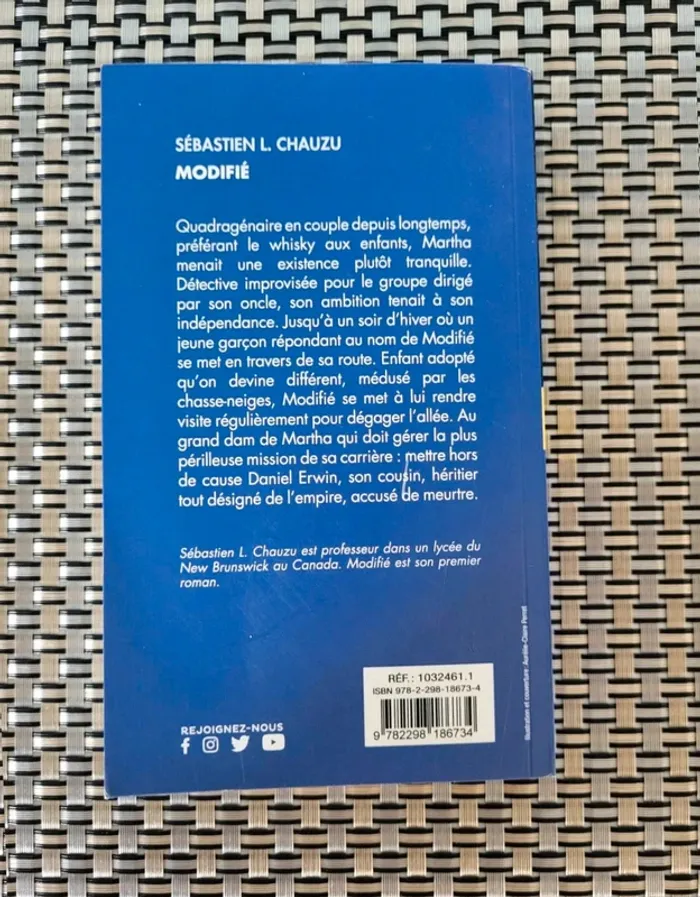 SÉBASTIEN L. CHAUZU
MODIFIÉ
Quadragénaire en couple depuis longtemps,
préférant le whisky aux enfants, Martha
menait une existence plutôt tranquille.
Détective improvisée pour le groupe dirigé
par son oncle, son ambition tenait à son
indépendance. Jusqu'à un soir d'hiver où un
jeune garçon répondant au nom de Modifié
se met en travers de sa route. Enfant adopté
qu'on devine différent, médusé par les
chasse-neiges, Modifié se met à lui rendre
visite régulièrement pour dégager l'allée. Au
grand dam de Martha qui doit gérer la plus
périlleuse mission de sa carrière : mettre hors
de cause Daniel Erwin, son cousin, héritier
tout désigné de l'empire, accusé de meurtre.
Sébastien L. Chauzu est professeur dans un lycée du
New Brunswick au Canada. Modifié est son premier
roman.
RÉF.: 1032461.1
ISBN 978-2-298-18673-4
9 782298 186734
REJOIGNEZ-NOUS
Illustration et couverture : Aurélie-Claire Perrot